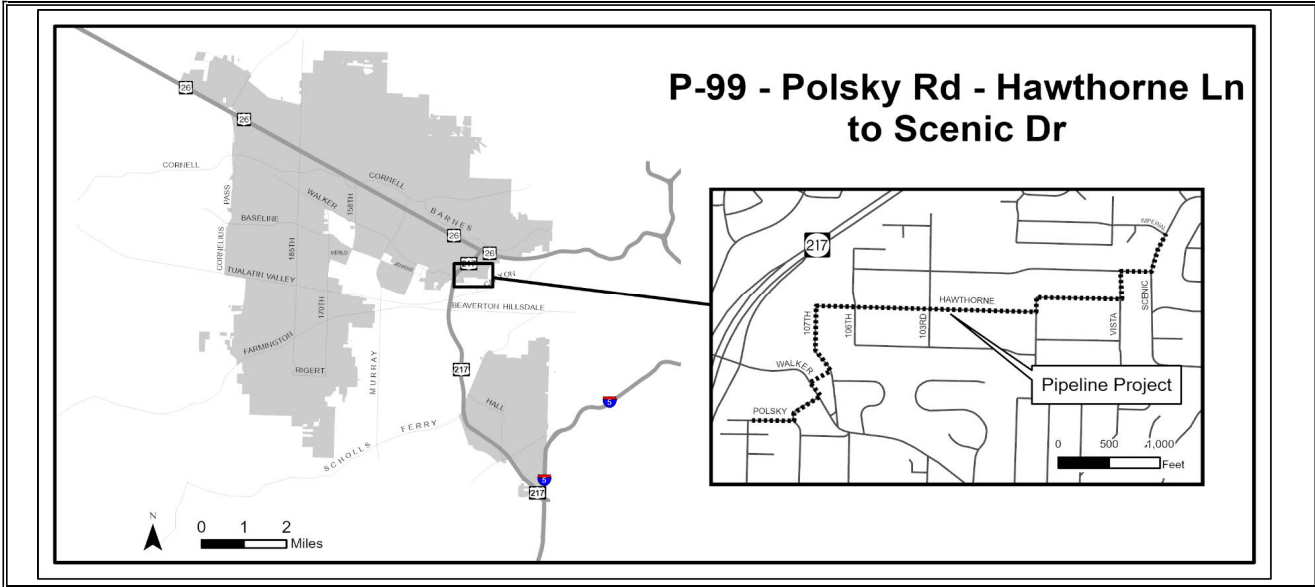 P-99 - Polsky Rd - Hawthorne Ln
to Scenic Dr
26
26
CORNELL
CORNELL
PASS
WALKER
158TH
BARNES
BASELINE
185TH
26
26
217
CORNELIUS
MERLO
JENKINS
TUALATIN VALLEY
170TH
BEAVERTON HILLSDALE
FARMINGTON
MURRAY
RIGERT
217
HALL
5
SCHOLLS FERRY
5
217
N
0 1 2
Miles
217
IMPERIAL
HAWTHORNE
107TH
106TH
103RD
VISTA
SCENIC
WALKER
Pipeline Project
POLSKY
0 500 1,000
Feet